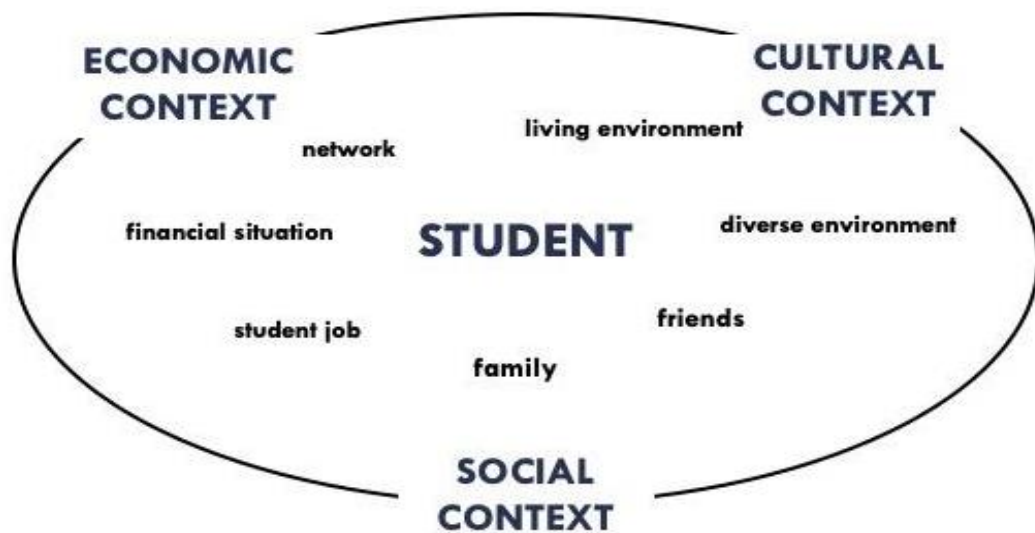 ECONOMIC
CONTEXT
CULTURAL
CONTEXT
living environment
network
diverse environment
financial situation
STUDENT
friends
student job
family
SOCIAL
CONTEXT